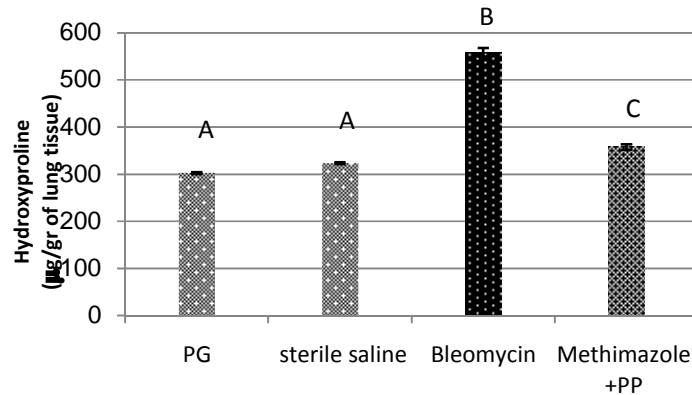 Hydroxyproline
(µg/gr of lung tissue)
600
500
400
300
200
100
0
A
A
B
C
PG
sterile saline
Bleomycin
Methimazole
+PP